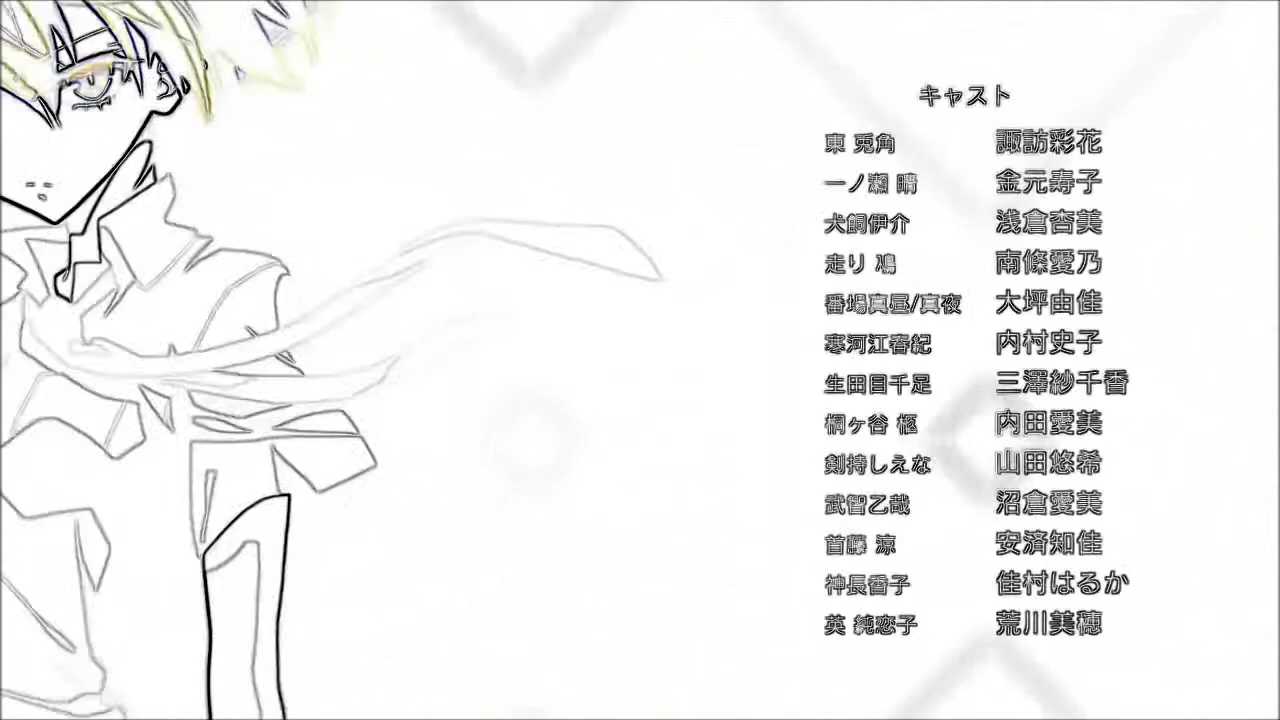 キャスト
東 兎角 諏訪彩花
一ノ瀬 晴 金元寿子
犬飼伊介 浅倉杏美
走り 鳰 南條愛乃
番場真昼/真夜 大坪由佳
寒河江春紀 内村史子
生田目千足 三澤紗千香
桐ヶ谷 柩 内田愛美
剣持しえな 山田悠希
武智乙哉 沼倉愛美
首藤 涼 安済知佳
神長香子 佳村はるか
英 純恋子 荒川美穂